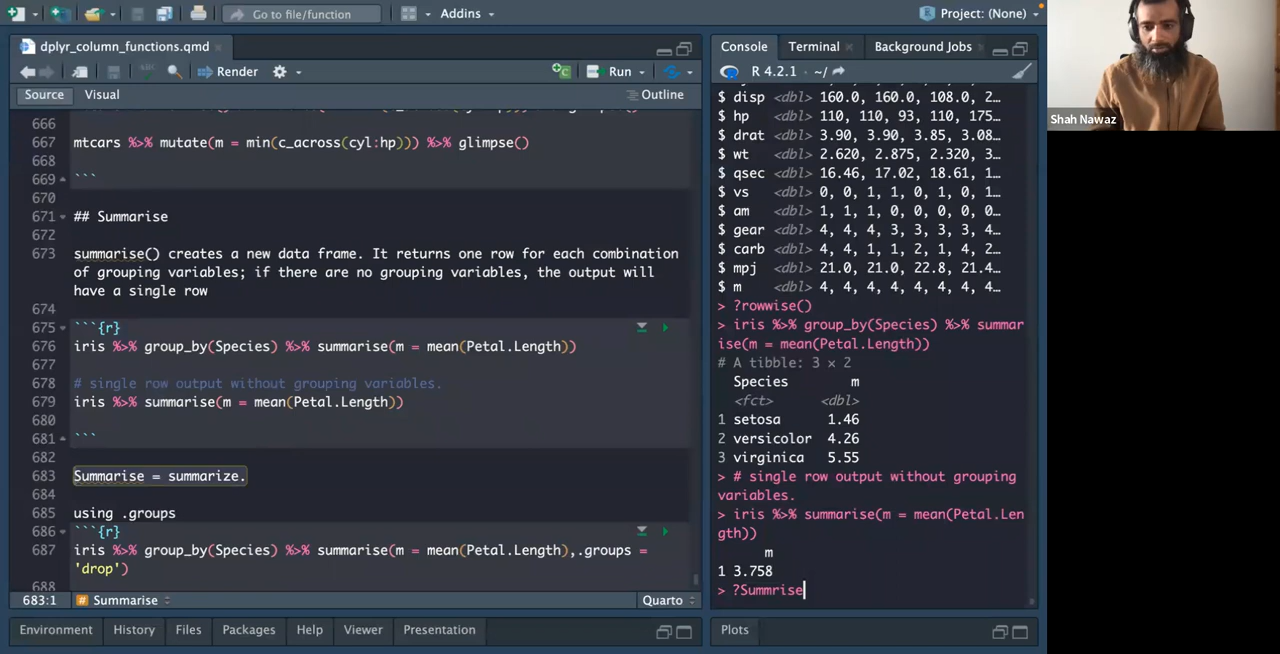 Go to file/function
Addins
Project: (None)
dplyr_column_functions.qmd
Render
Run
Source
Visual
Outline
666
667 mtcars %>% mutate(m = min(c_across(cyl:hp))) %>% glimpse()
668
669 ```
670
671 ## Summarise
672
673 summarise() creates a new data frame. It returns one row for each combination
of grouping variables; if there are no grouping variables, the output will
have a single row
674
675 ```{r}
676 iris %>% group_by(Species) %>% summarise(m = mean(Petal.Length))
677
678 # single row output without grouping variables.
679 iris %>% summarise(m = mean(Petal.Length))
680
681 ```
682
683 Summarise = summarize.
684
685 using .groups
686 ```{r}
687 iris %>% group_by(Species) %>% summarise(m = mean(Petal.Length),.groups =
'drop')
688
683:1 # Summarise
Quarto
Environment History Files Packages Help Viewer Presentation
Console Terminal Background Jobs
R 4.2.1 · ~/
$ disp <dbl> 160.0, 160.0, 108.0, 2…
$ hp <dbl> 110, 110, 93, 110, 175…
$ drat <dbl> 3.90, 3.90, 3.85, 3.08…
$ wt <dbl> 2.620, 2.875, 2.320, 3…
$ qsec <dbl> 16.46, 17.02, 18.61, 1…
$ vs <dbl> 0, 0, 1, 1, 0, 1, 0, 1…
$ am <dbl> 1, 1, 1, 0, 0, 0, 0, 0…
$ gear <dbl> 4, 4, 4, 3, 3, 3, 3, 4…
$ carb <dbl> 4, 4, 1, 1, 2, 1, 4, 2…
$ mpj <dbl> 21.0, 21.0, 22.8, 21.4…
$ m <dbl> 4, 4, 4, 4, 4, 4, 4, 4…
> ?rowwise()
> iris %>% group_by(Species) %>% summar
ise(m = mean(Petal.Length))
# A tibble: 3 × 2
Species m
<fct> <dbl>
1 setosa 1.46
2 versicolor 4.26
3 virginica 5.55
> # single row output without grouping
variables.
> iris %>% summarise(m = mean(Petal.Len
gth))
m
1 3.758
> ?Summrise
Plots
Shah Nawaz